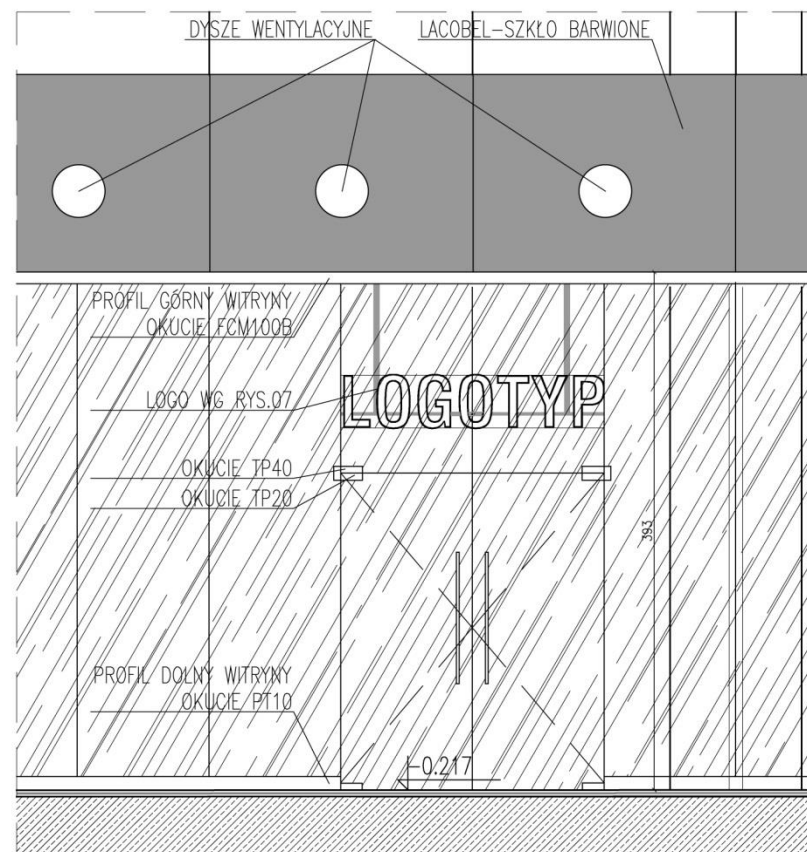 DYSZE WENTYLACYJNE
LACOBEL-SZKŁO BARWIONE
PROFIL GÓRNY WITRYNY
OKUCIE FCM100B
LOGO WG RYS.07
LOGOTYP
OKUCIE TP40
OKUCIE TP20
393
PROFIL DOLNY WITRYNY
OKUCIE PT10
-0.217